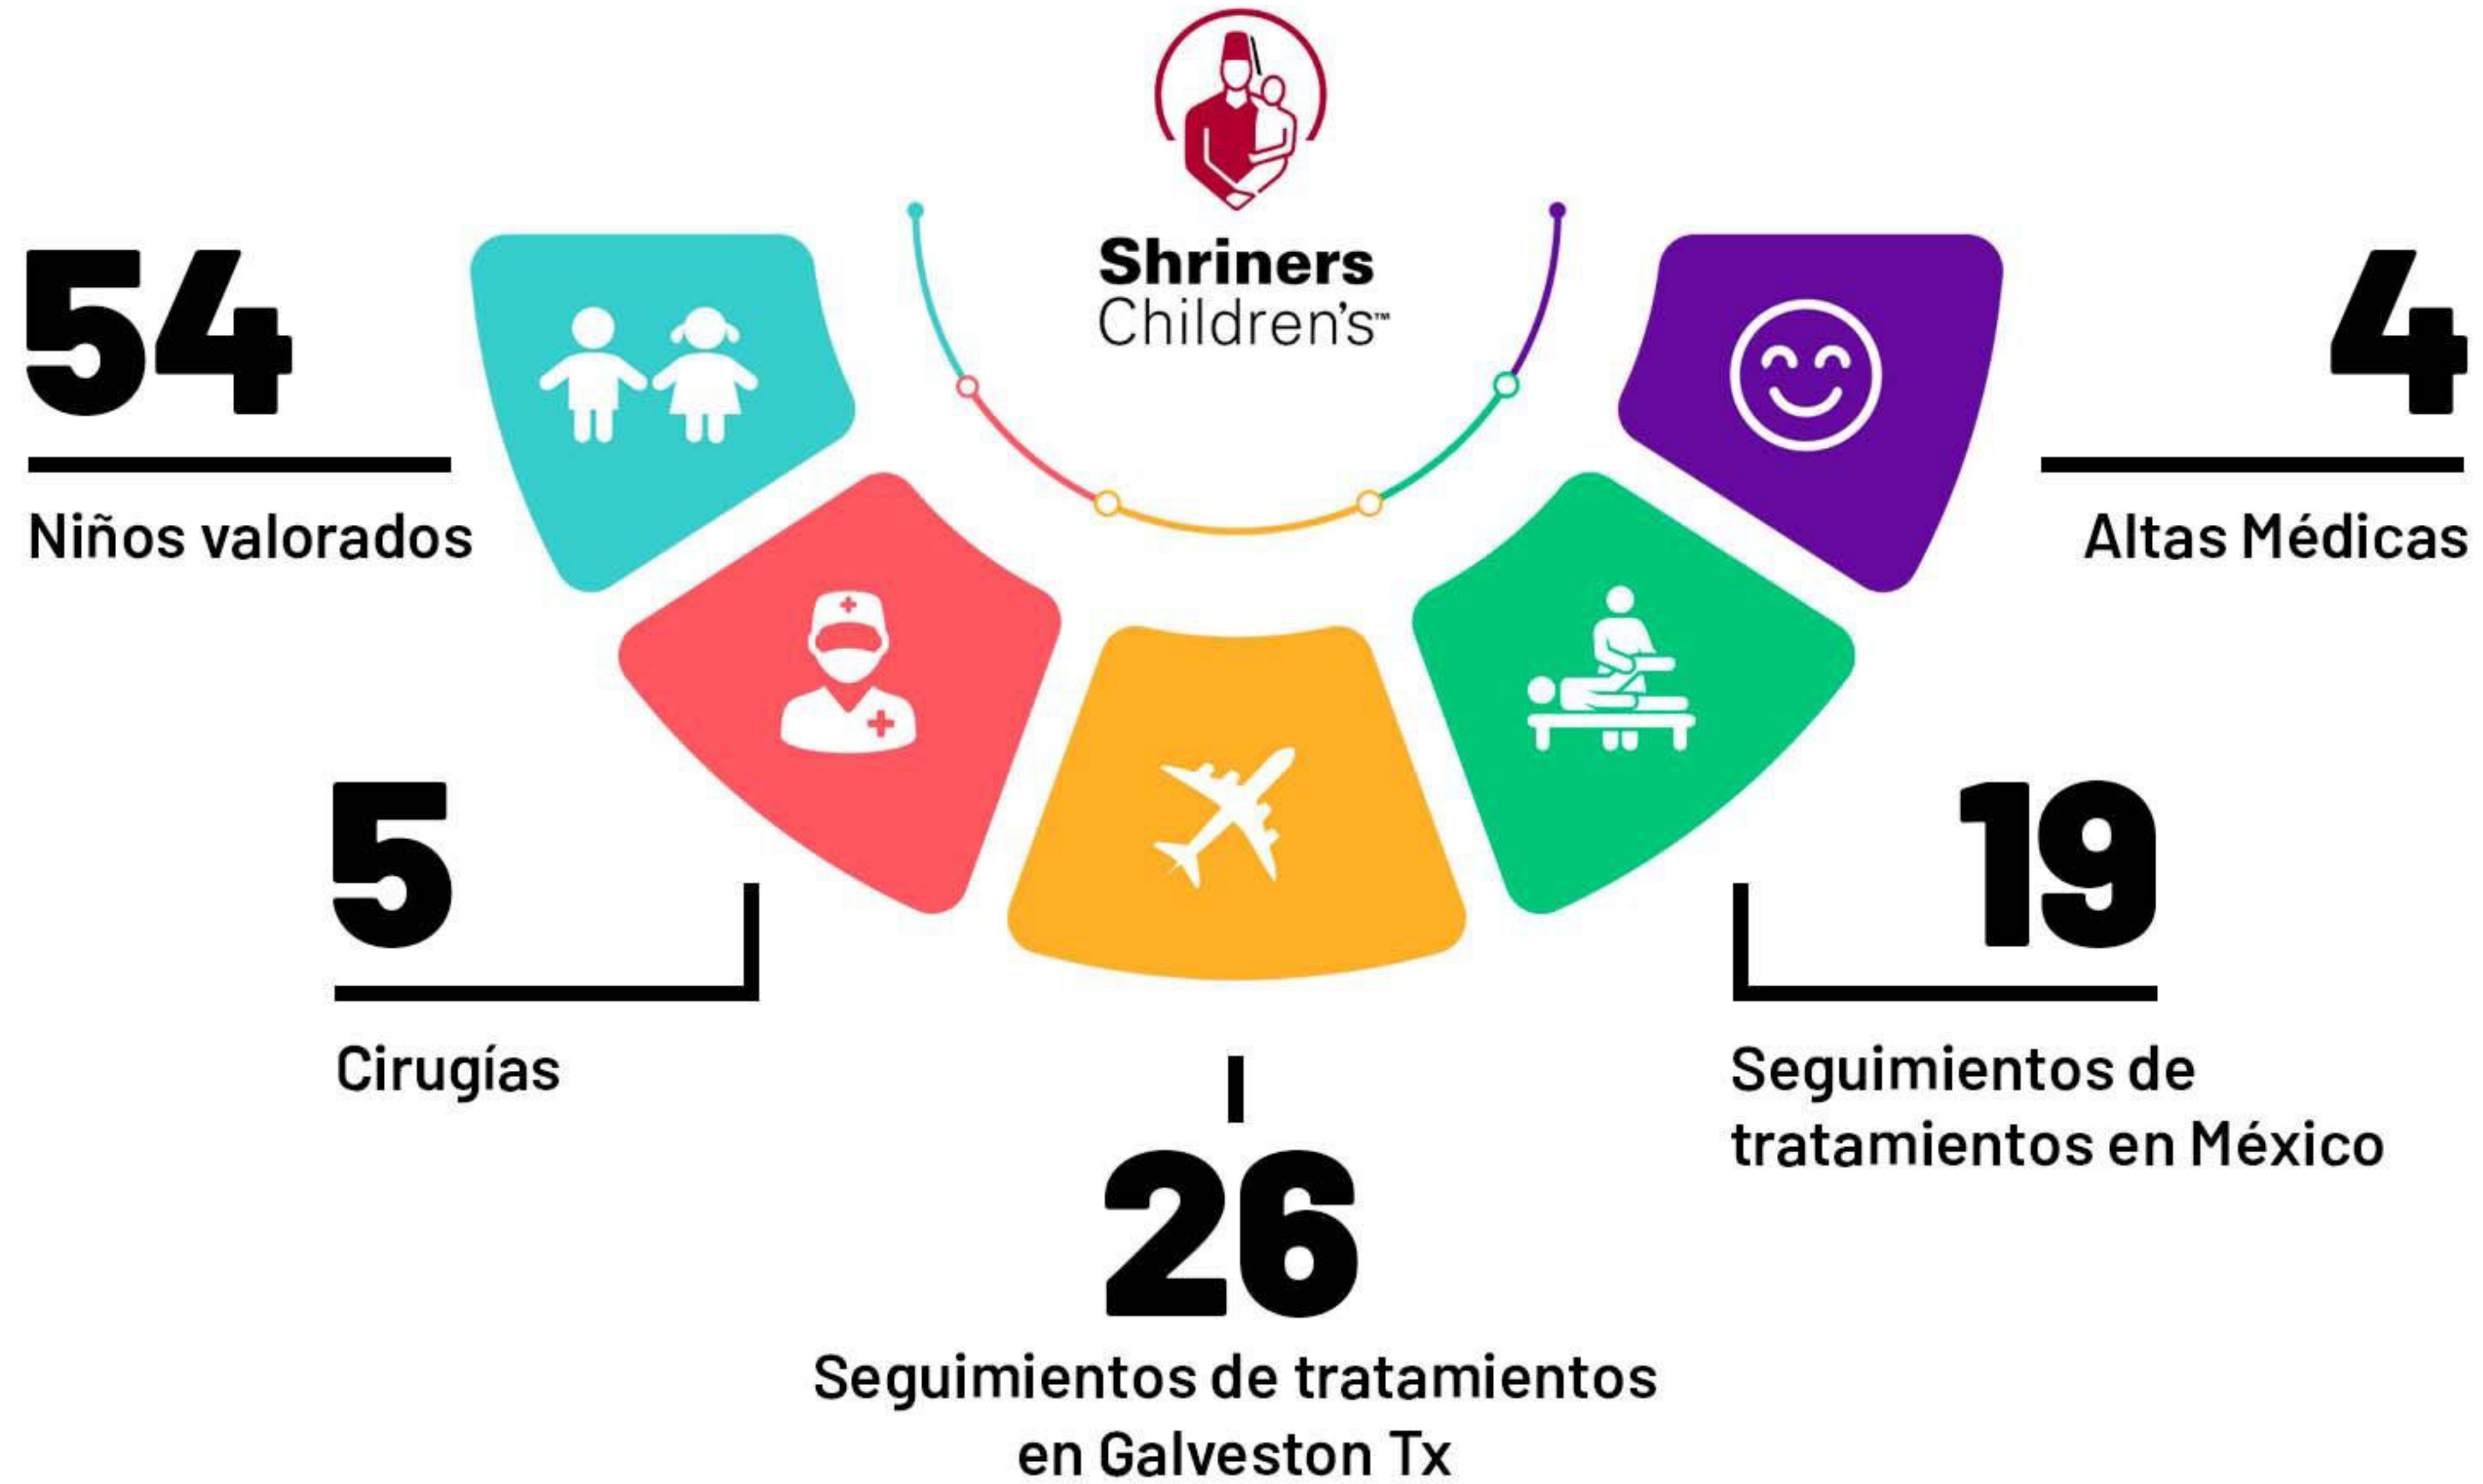 Shriners
Children's™
54
Niños valorados
5
Cirugías
26
Seguimientos de tratamientos
en Galveston Tx
19
Seguimientos de
tratamientos en México
4
Altas Médicas